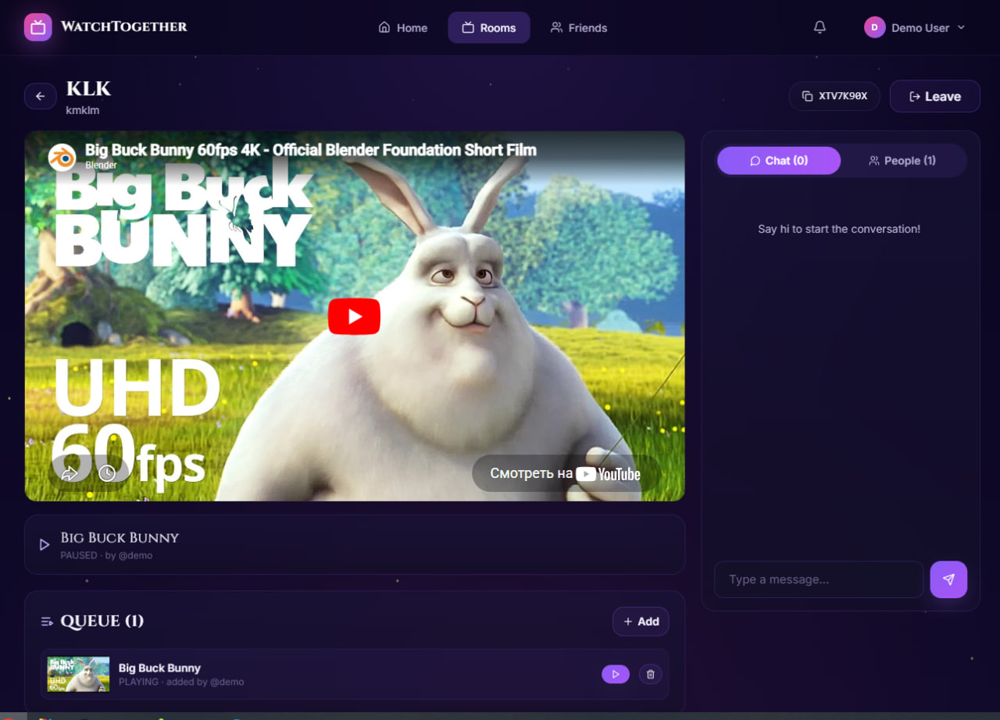 WatchTogether
Home
Rooms
Friends
D
Demo User
KLK
kmklm
XTV7K90X
Leave
Big Buck Bunny 60fps 4K - Official Blender Foundation Short Film
Blender
Big Buck
BUNNY
UHD
60fps
Смотреть на YouTube
Big Buck Bunny
PAUSED · by @demo
QUEUE (1)
Add
Big Buck Bunny
PLAYING · added by @demo
Chat (0)
People (1)
Say hi to start the conversation!
Type a message...